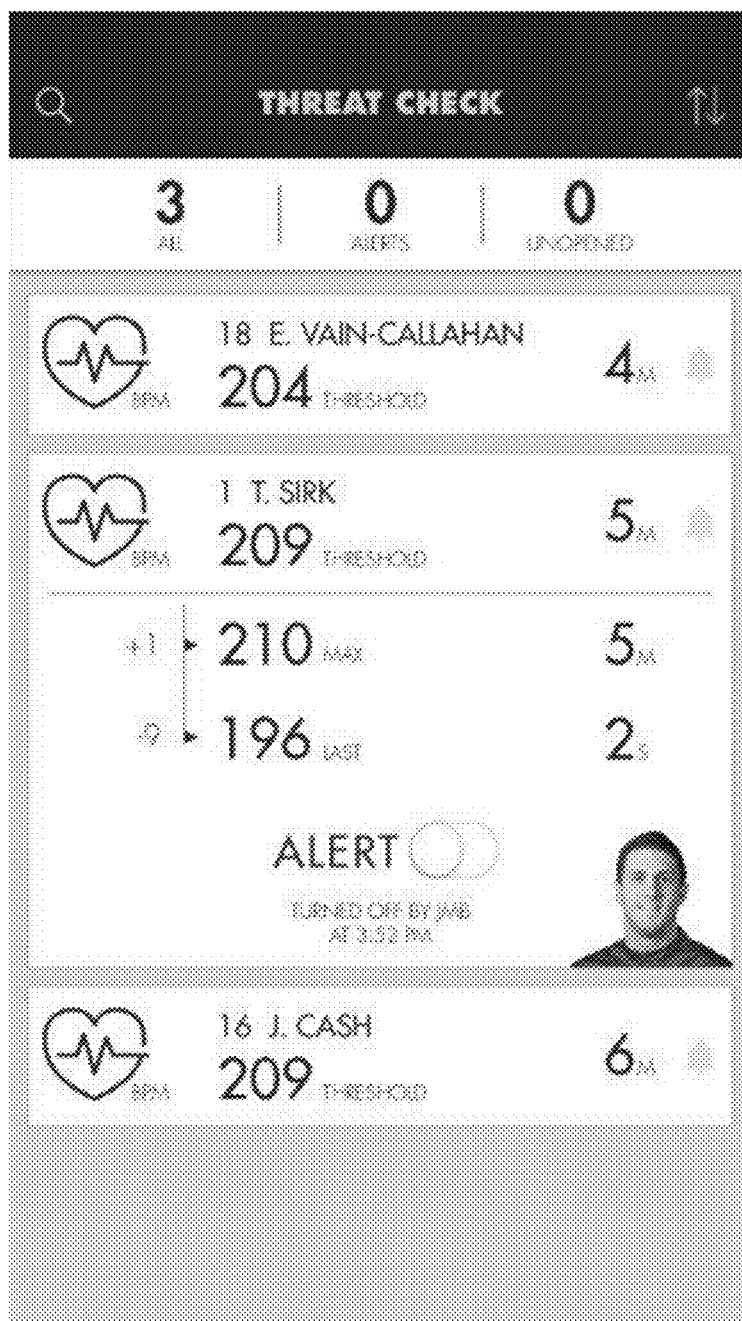 THREAT CHECK
3 0 0
ALL ALERTS UNOPENED
18 E. VAIN-CALLAHAN
BPM 204 THRESHOLD 4M
1 T. SIRK
BPM 209 THRESHOLD 5M
+1 210 MAX 5M
-9 196 LAST 2S
ALERT
TURNED OFF BY JMB
AT 3:52 PM
16 J. CASH
BPM 209 THRESHOLD 6M